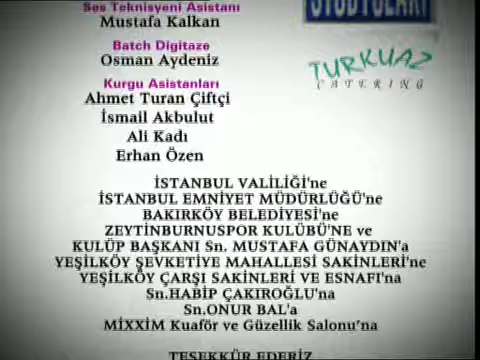 Ses Teknisyeni Asistanı
Mustafa Kalkan
STÜDYOLARI
Batch Digitaze
Osman Aydeniz
TURKUAZ
CATERING
Kurgu Asistanları
Ahmet Turan Çiftçi
İsmail Akbulut
Ali Kadı
Erhan Özen
İSTANBUL VALİLİĞİ'ne
İSTANBUL EMNİYET MÜDÜRLÜĞÜ'ne
BAKIRKÖY BELEDİYESİ'ne
ZEYTİNBURNUSPOR KULÜBÜ'NE ve
KULÜP BAŞKANI Sn. MUSTAFA GÜNAYDIN'a
YEŞİLKÖY ŞEVKETİYE MAHALLESİ SAKİNLERİ'ne
YEŞİLKÖY ÇARŞI SAKİNLERİ VE ESNAFI'na
Sn.HABİP ÇAKIROĞLU'na
Sn.ONUR BAL'a
MİXXİM Kuaför ve Güzellik Salonu'na
TEŞEKKÜR EDERİZ